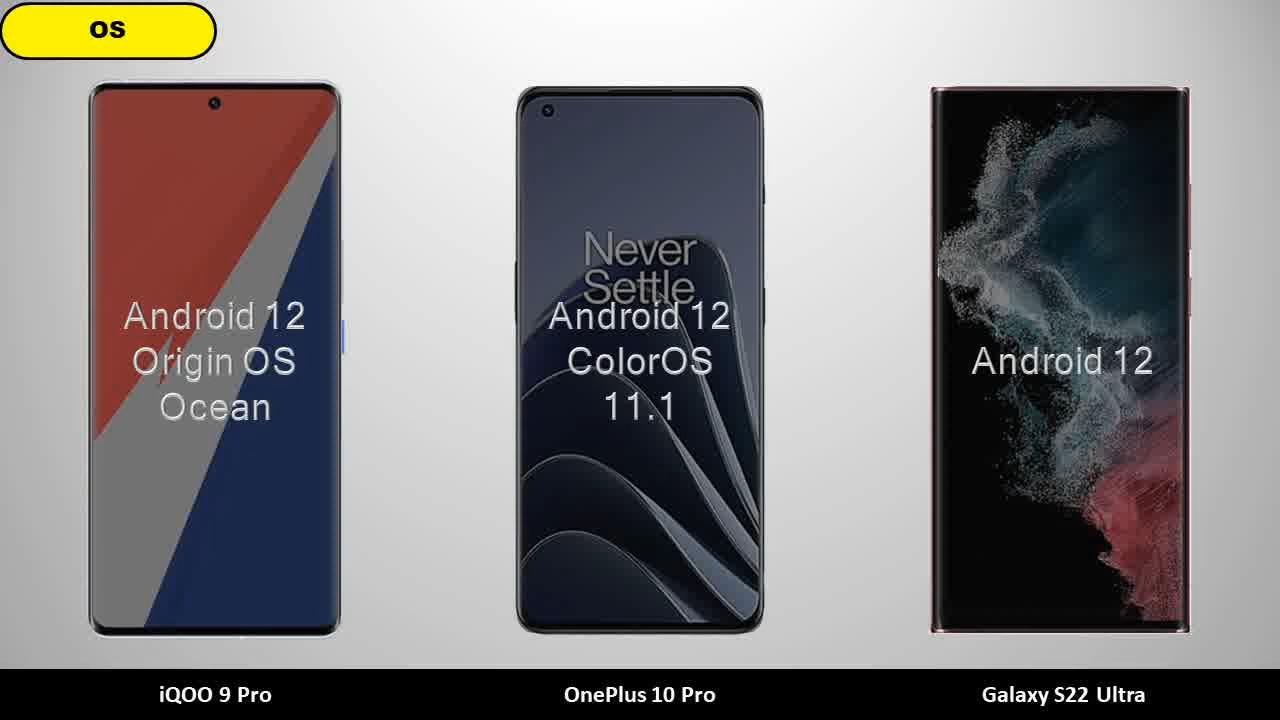 OS
Never
Settle
Android 12
Origin OS
Ocean
Android 12
ColorOS
11.1
Android 12
iQOO 9 Pro
OnePlus 10 Pro
Galaxy S22 Ultra